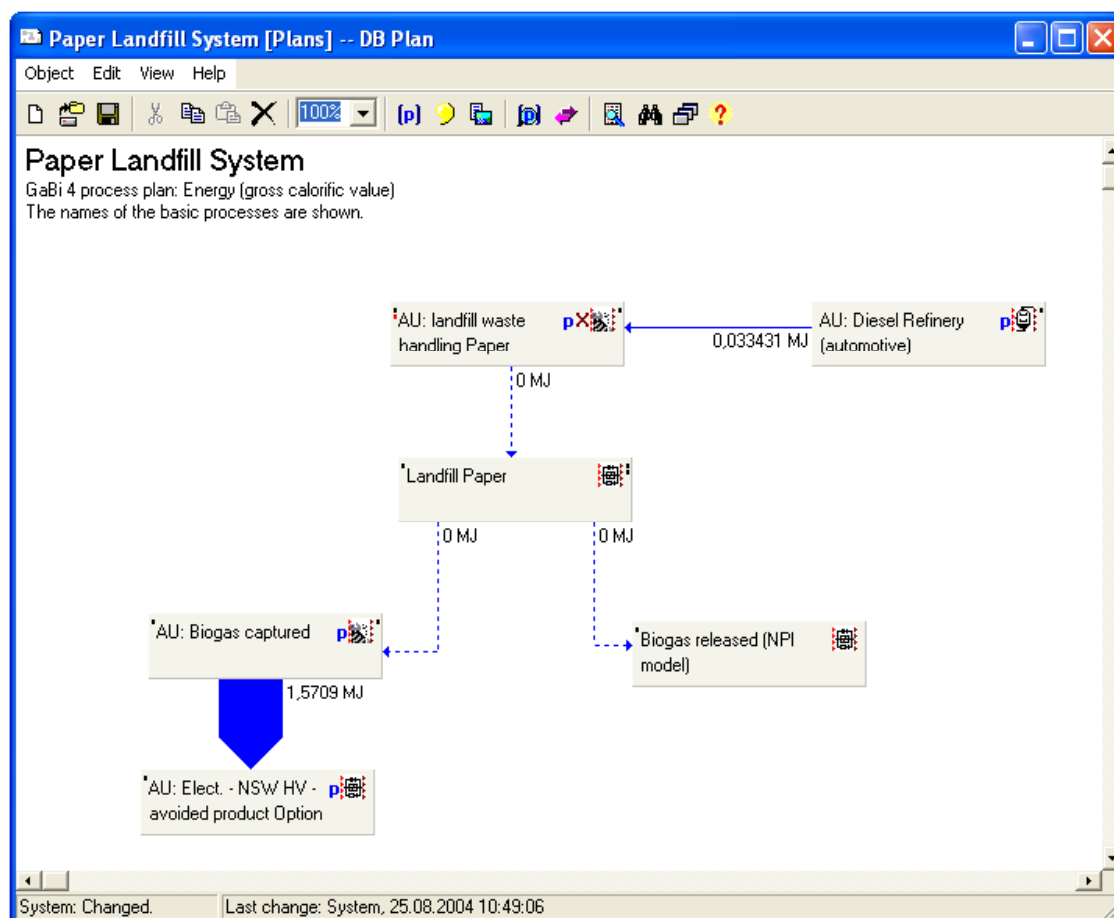 Paper Landfill System [Plans] -- DB Plan
Object Edit View Help
100% (p) (p) ?
Paper Landfill System
GaBi 4 process plan: Energy (gross calorific value)
The names of the basic processes are shown.
AU: landfill waste p
handling Paper
AU: Diesel Refinery p
(automotive)
0,033431 MJ
0 MJ
Landfill Paper
0 MJ
0 MJ
AU: Biogas captured p
Biogas released (NPI
model)
1,5709 MJ
AU: Elect. - NSW HV - p
avoided product Option
System: Changed.
Last change: System, 25.08.2004 10:49:06